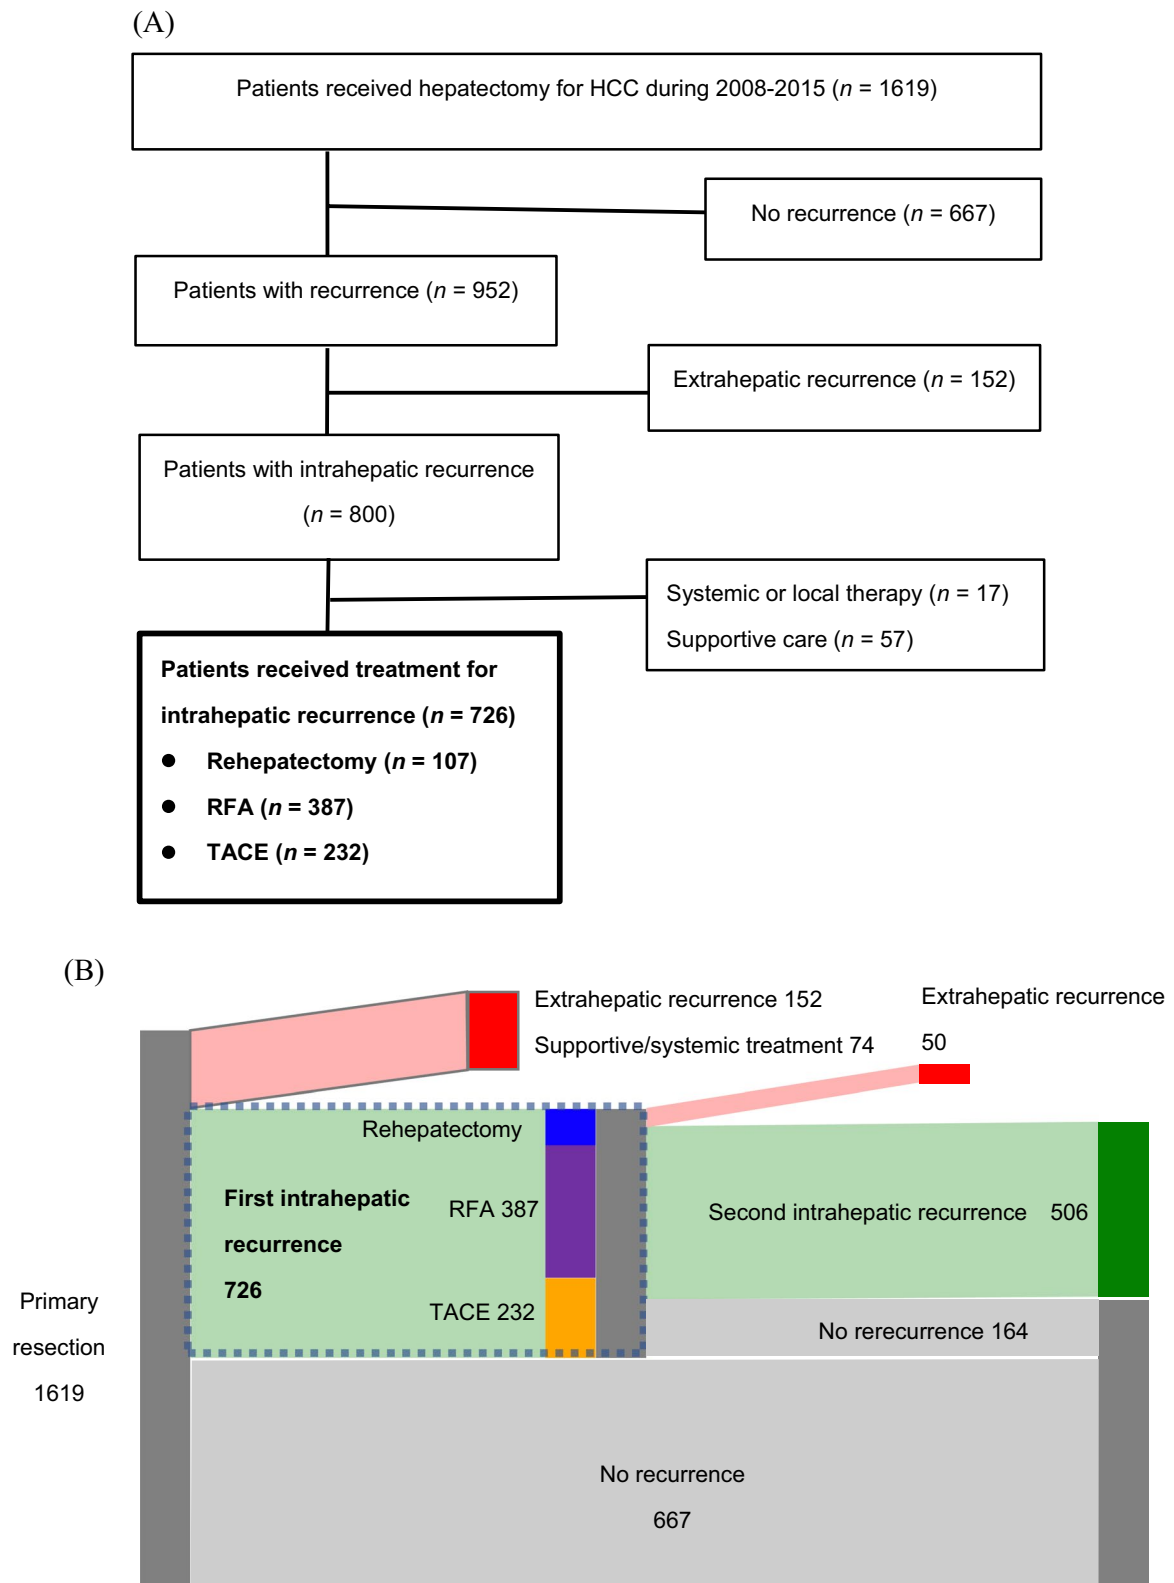 (A)
Patients received hepatectomy for HCC during 2008-2015 (n = 1619)
No recurrence (n = 667)
Patients with recurrence (n = 952)
Extrahepatic recurrence (n = 152)
Patients with intrahepatic recurrence
(n = 800)
Systemic or local therapy (n = 17)
Supportive care (n = 57)
Patients received treatment for
intrahepatic recurrence (n = 726)
● Rehepatectomy (n = 107)
● RFA (n = 387)
● TACE (n = 232)
(B)
Extrahepatic recurrence 152
Supportive/systemic treatment 74
Extrahepatic recurrence
50
Rehepatectomy
First intrahepatic
recurrence
726
RFA 387
TACE 232
Second intrahepatic recurrence 506
No rerecurrence 164
Primary
resection
1619
No recurrence
667